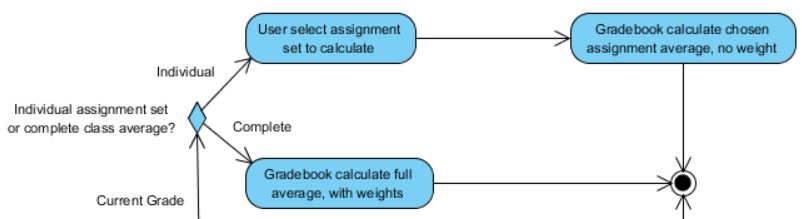 User select assignment
set to calculate
Gradebook calculate chosen
assignment average, no weight
Individual
Individual assignment set
or complete class average?
Complete
Gradebook calculate full
average, with weights
Current Grade